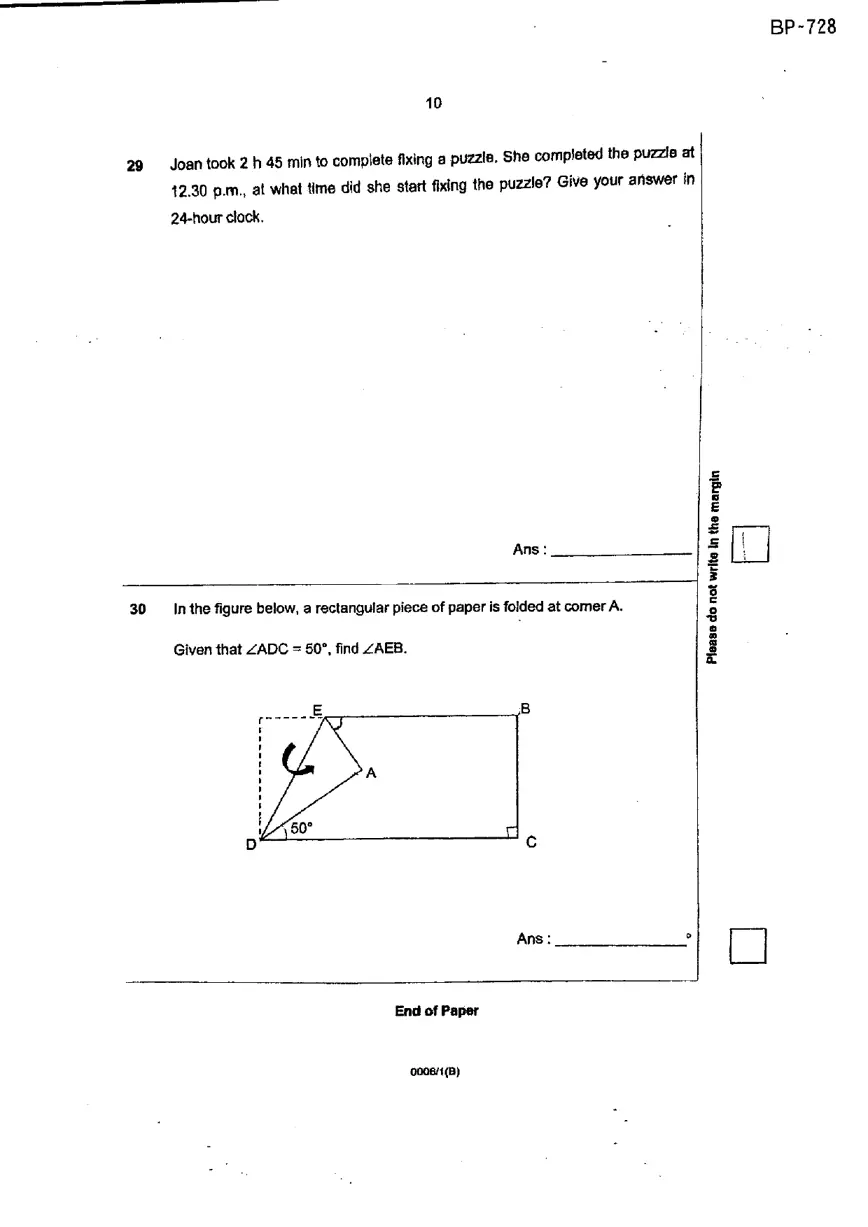 BP-728
10
29 Joan took 2 h 45 min to complete fixing a puzzle. She completed the puzzle at
12.30 p.m., at what time did she start fixing the puzzle? Give your answer in
24-hour clock.
Ans : ______________
Please do not write in the margin
30 In the figure below, a rectangular piece of paper is folded at corner A.
Given that ∠ADC = 50°, find ∠AEB.
E
B
A
50°
D
C
Ans : ______________°
End of Paper
0006/1(B)